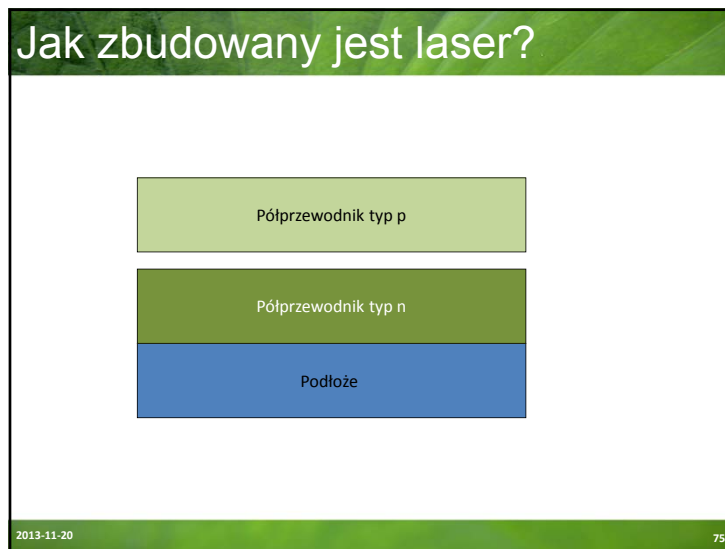 Jak zbudowany jest laser?
Półprzewodnik typ p
Półprzewodnik typ n
Podłoże
2013-11-20
75